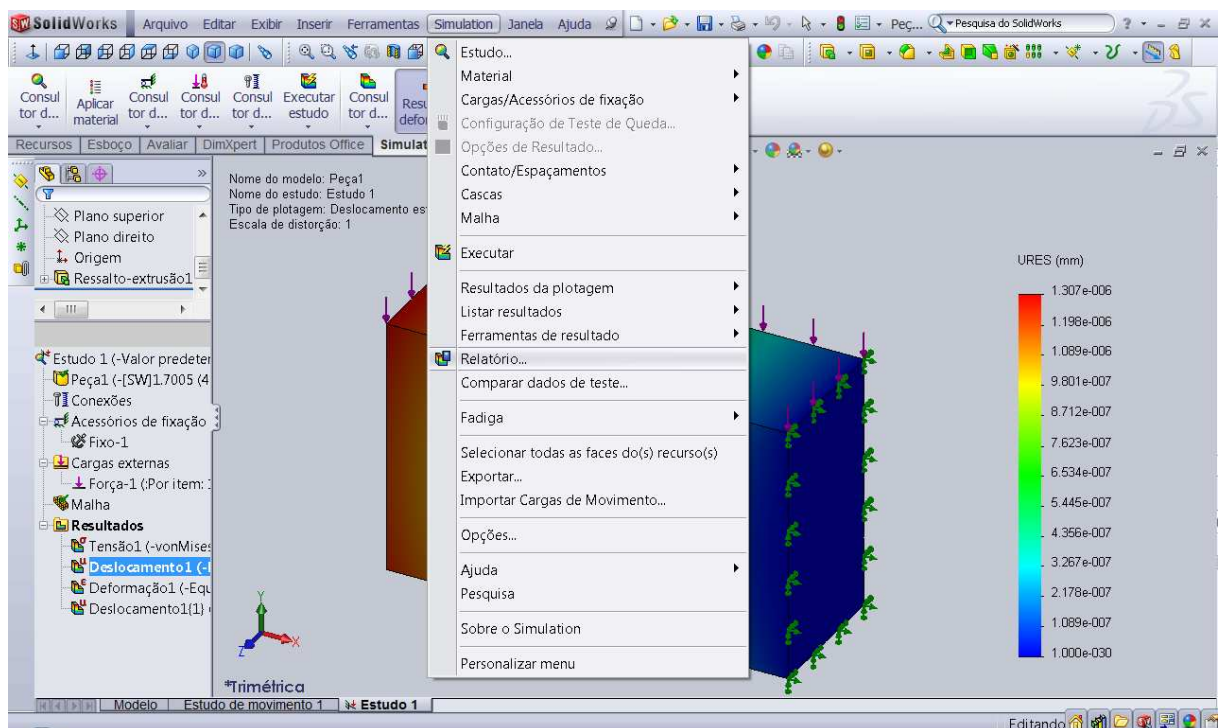 SolidWorks Arquivo Editar Exibir Inserir Ferramentas Simulation Janela Ajuda Peç... Pesquisa do SolidWorks ?
Consul tor d...
Aplicar material
Consul tor d...
Consul tor d...
Consul tor d...
Executar estudo
Consul tor d...
Resu defo
Recursos Esboço Avaliar DimXpert Produtos Office Simulat
Plano superior
Plano direito
Origem
Ressalto-extrusão1
Estudo 1 (-Valor predeter
Peça1 (-[SW]1.7005 (4
Conexões
Acessórios de fixação
Fixo-1
Cargas externas
Força-1 (:Por item: 1
Malha
Resultados
Tensão1 (-vonMises
Deslocamento1 (-
Deformação1 (-Equ
Deslocamento1{1}
Nome do modelo: Peça1
Nome do estudo: Estudo 1
Tipo de plotagem: Deslocamento es
Escala de distorção: 1
Estudo...
Material
Cargas/Acessórios de fixação
Configuração de Teste de Queda...
Opções de Resultado...
Contato/Espaçamentos
Cascas
Malha
Executar
Resultados da plotagem
Listar resultados
Ferramentas de resultado
Relatório...
Comparar dados de teste...
Fadiga
Selecionar todas as faces do(s) recurso(s)
Exportar...
Importar Cargas de Movimento...
Opções...
Ajuda
Pesquisa
Sobre o Simulation
Personalizar menu
URES (mm)
1.307e-006
1.198e-006
1.089e-006
9.801e-007
8.712e-007
7.623e-007
6.534e-007
5.445e-007
4.356e-007
3.267e-007
2.178e-007
1.089e-007
1.000e-030
Y
X
Z
*Trimétrica
Modelo Estudo de movimento 1 Estudo 1
Editando